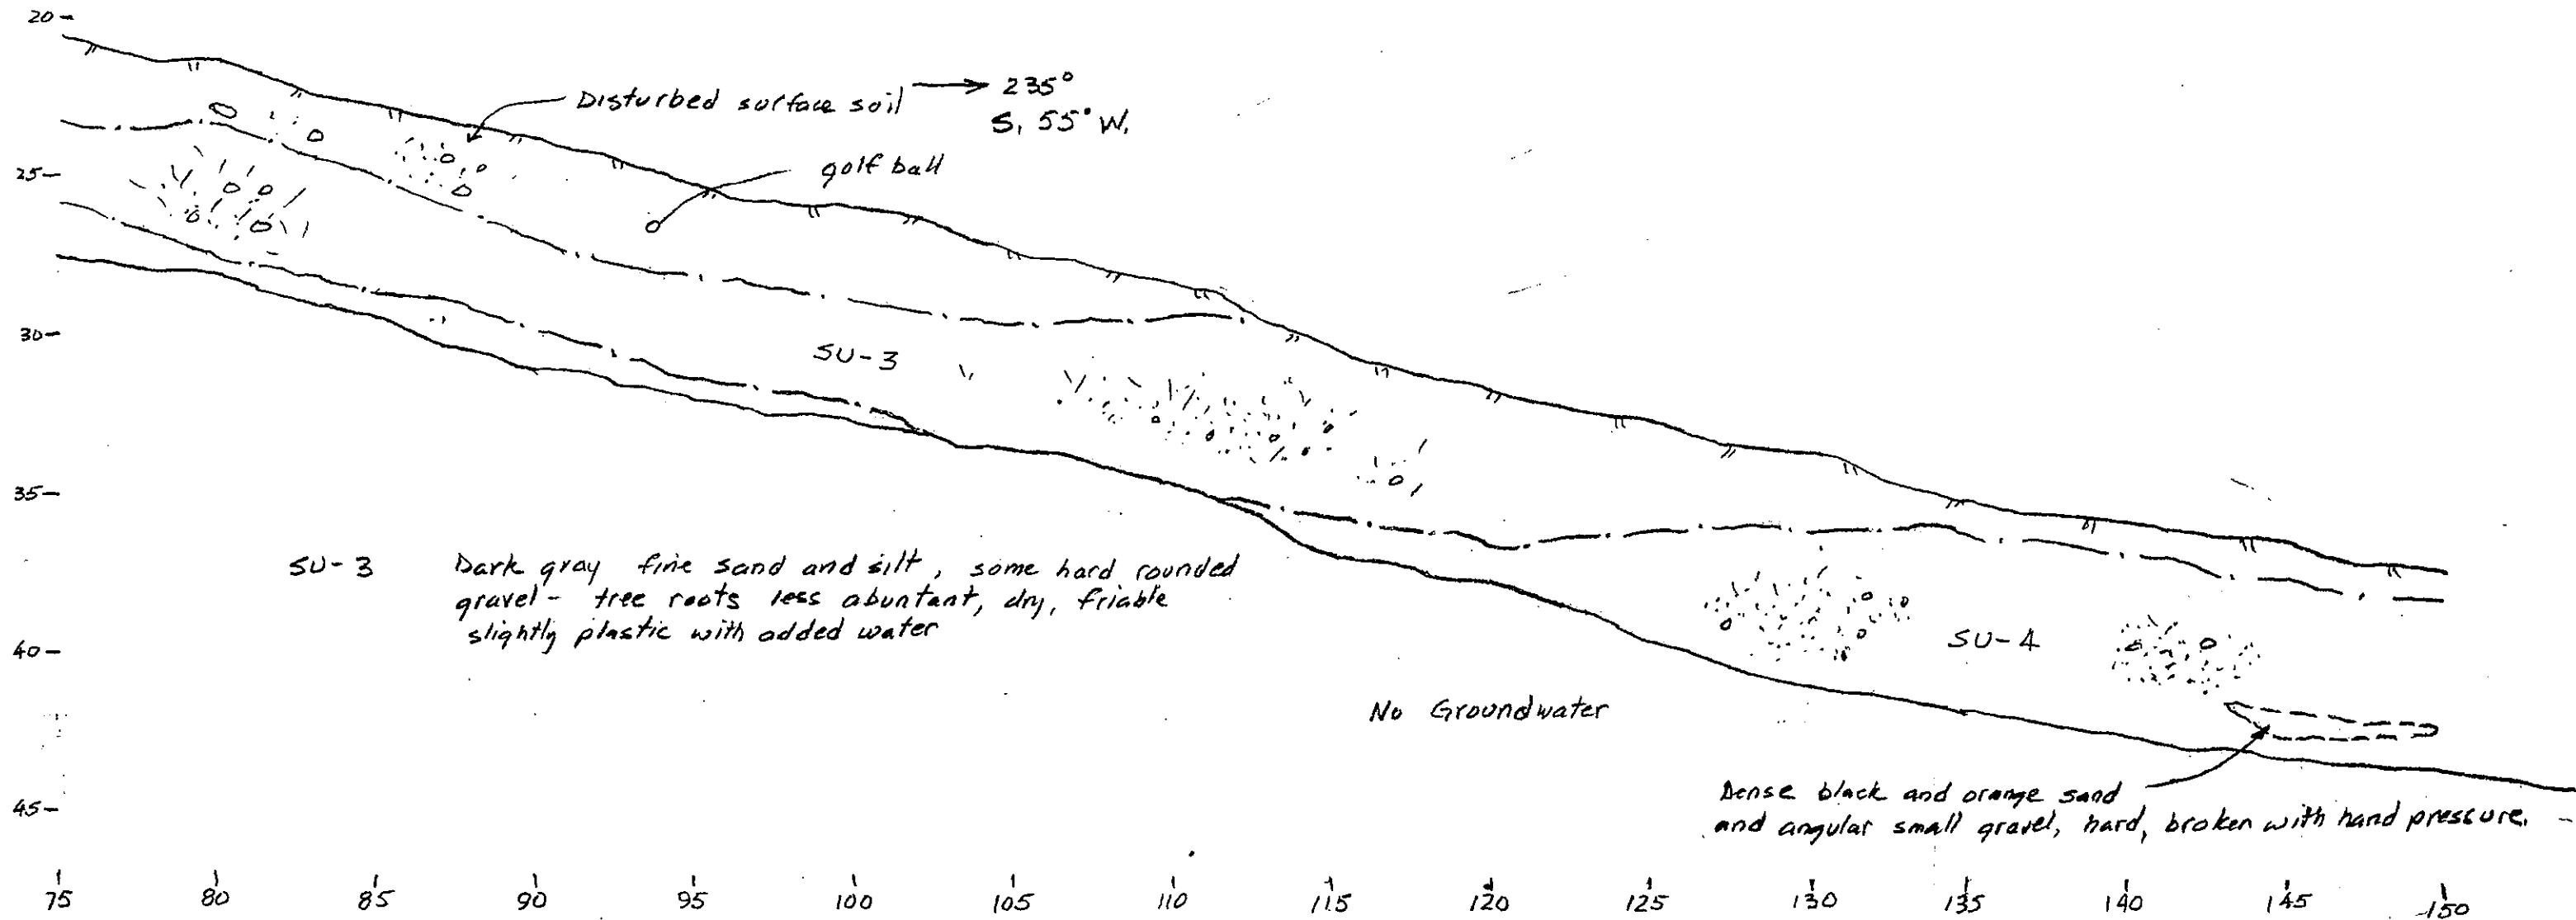 20
Disturbed surface soil → 235°
S. 55° W.
golf ball
25
30
SU-3
35
SU-3 Dark gray fine sand and silt, some hard rounded
gravel - tree roots less abuntant, dry, friable
slightly plastic with added water
40
SU-4
No Groundwater
45
Dense black and orange sand
and angular small gravel, hard, broken with hand pressure.
75 80 85 90 95 100 105 110 115 120 125 130 135 140 145 150